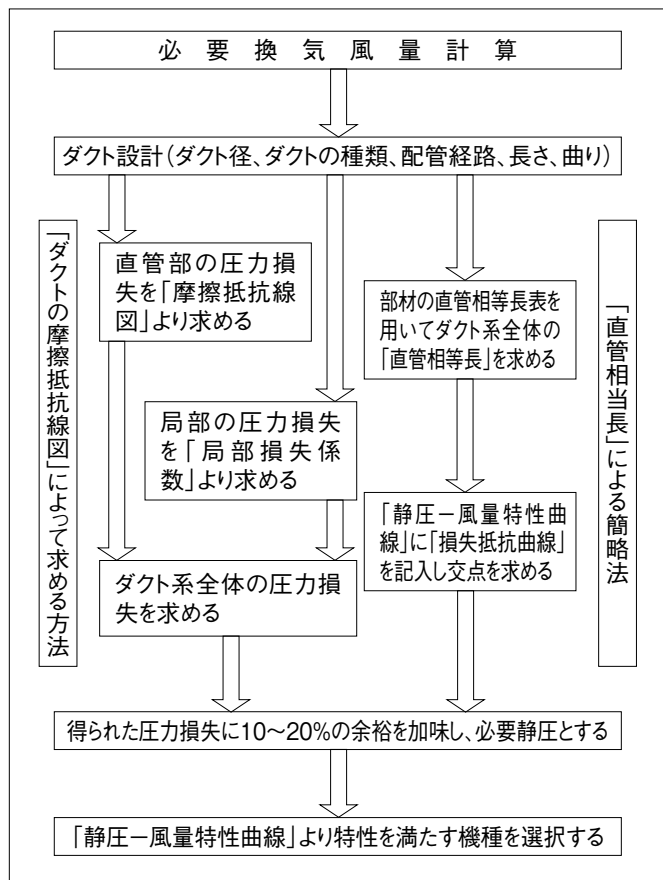 必要換気風量計算
ダクト設計（ダクト径、ダクトの種類、配管経路、長さ、曲り）
「ダクトの摩擦抵抗線図」によって求める方法
直管部の圧力損
失を「摩擦抵抗線
図」より求める
局部の圧力損失
を「局部損失係
数」より求める
ダクト系全体の圧力損
失を求める
部材の直管相等長表を
用いてダクト系全体の
「直管相等長」を求める
「静圧－風量特性曲
線」に「損失抵抗曲線」
を記入し交点を求める
「直管相当長」による簡略法
得られた圧力損失に10～20%の余裕を加味し、必要静圧とする
「静圧－風量特性曲線」より特性を満たす機種を選択する